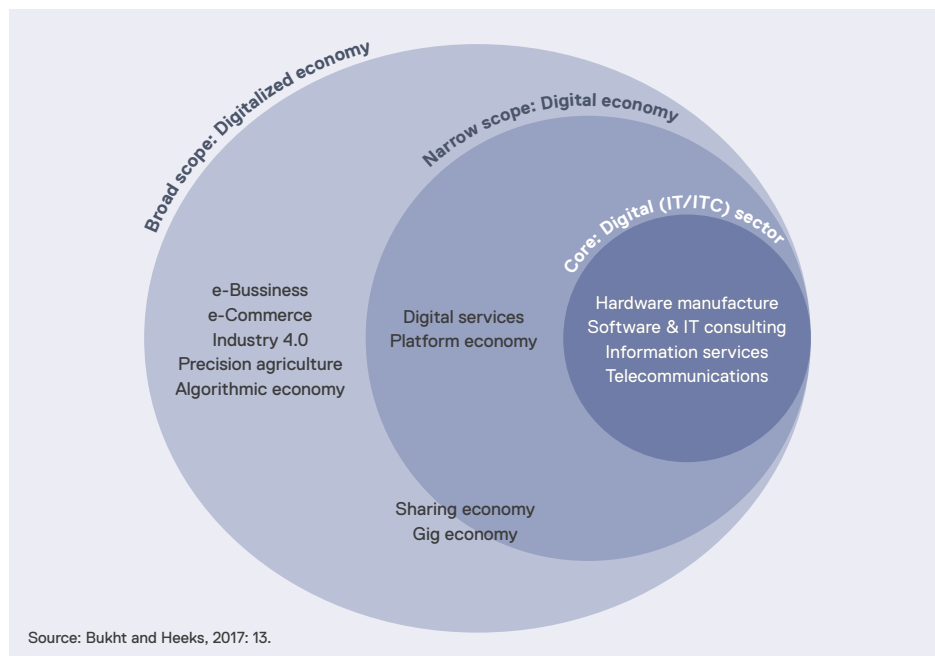 Broad scope: Digitalized economy
Narrow scope: Digital economy
Core: Digital (IT/ITC) sector
e-Bussiness
e-Commerce
Industry 4.0
Precision agriculture
Algorithmic economy
Digital services
Platform economy
Hardware manufacture
Software & IT consulting
Information services
Telecommunications
Sharing economy
Gig economy
Source: Bukht and Heeks, 2017: 13.